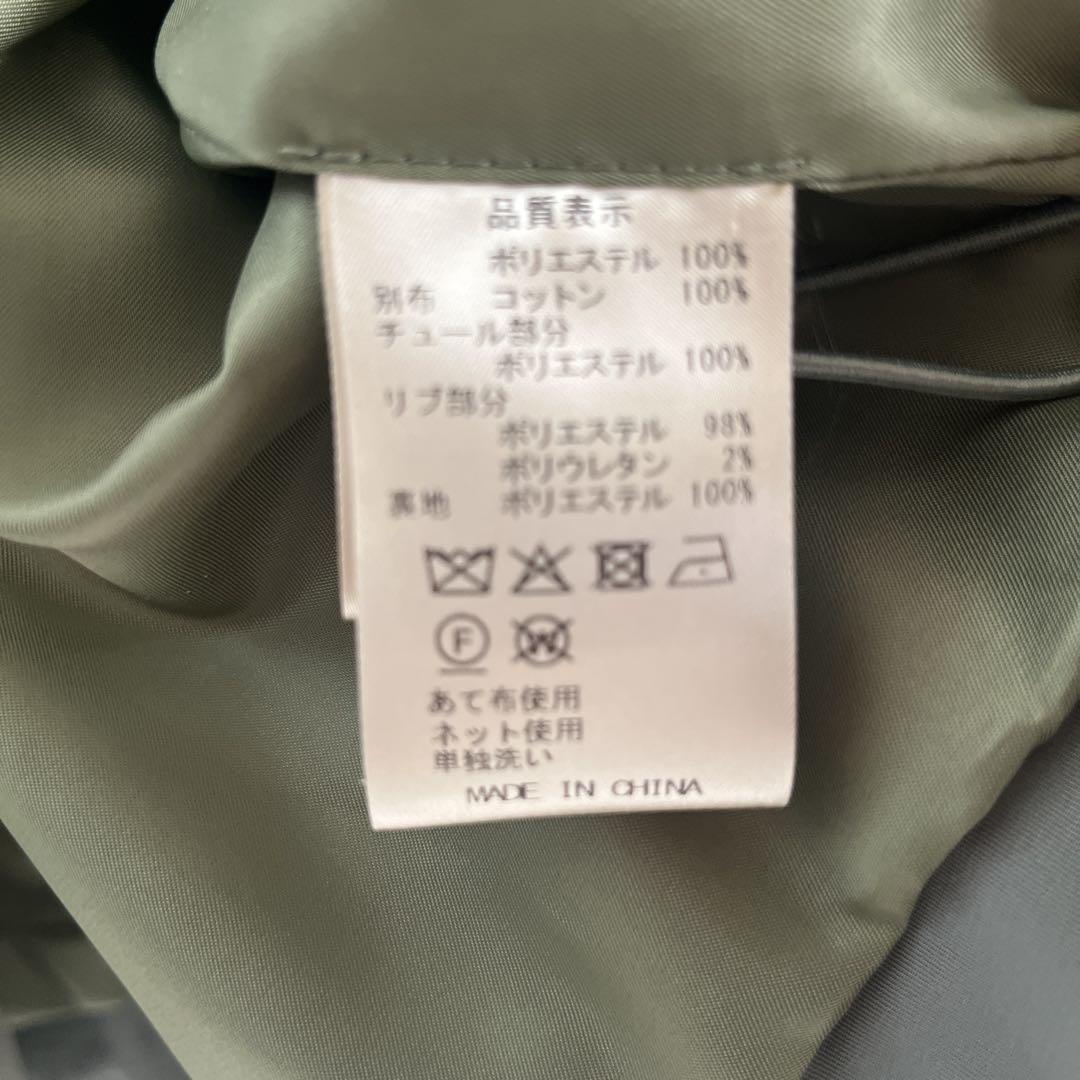 品質表示
ポリエステル 100%
別布 コットン 100%
チュール部分
ポリエステル 100%
リブ部分
ポリエステル 98%
ポリウレタン 2%
裏地 ポリエステル 100%
F W
あて布使用
ネット使用
単独洗い
MADE IN CHINA